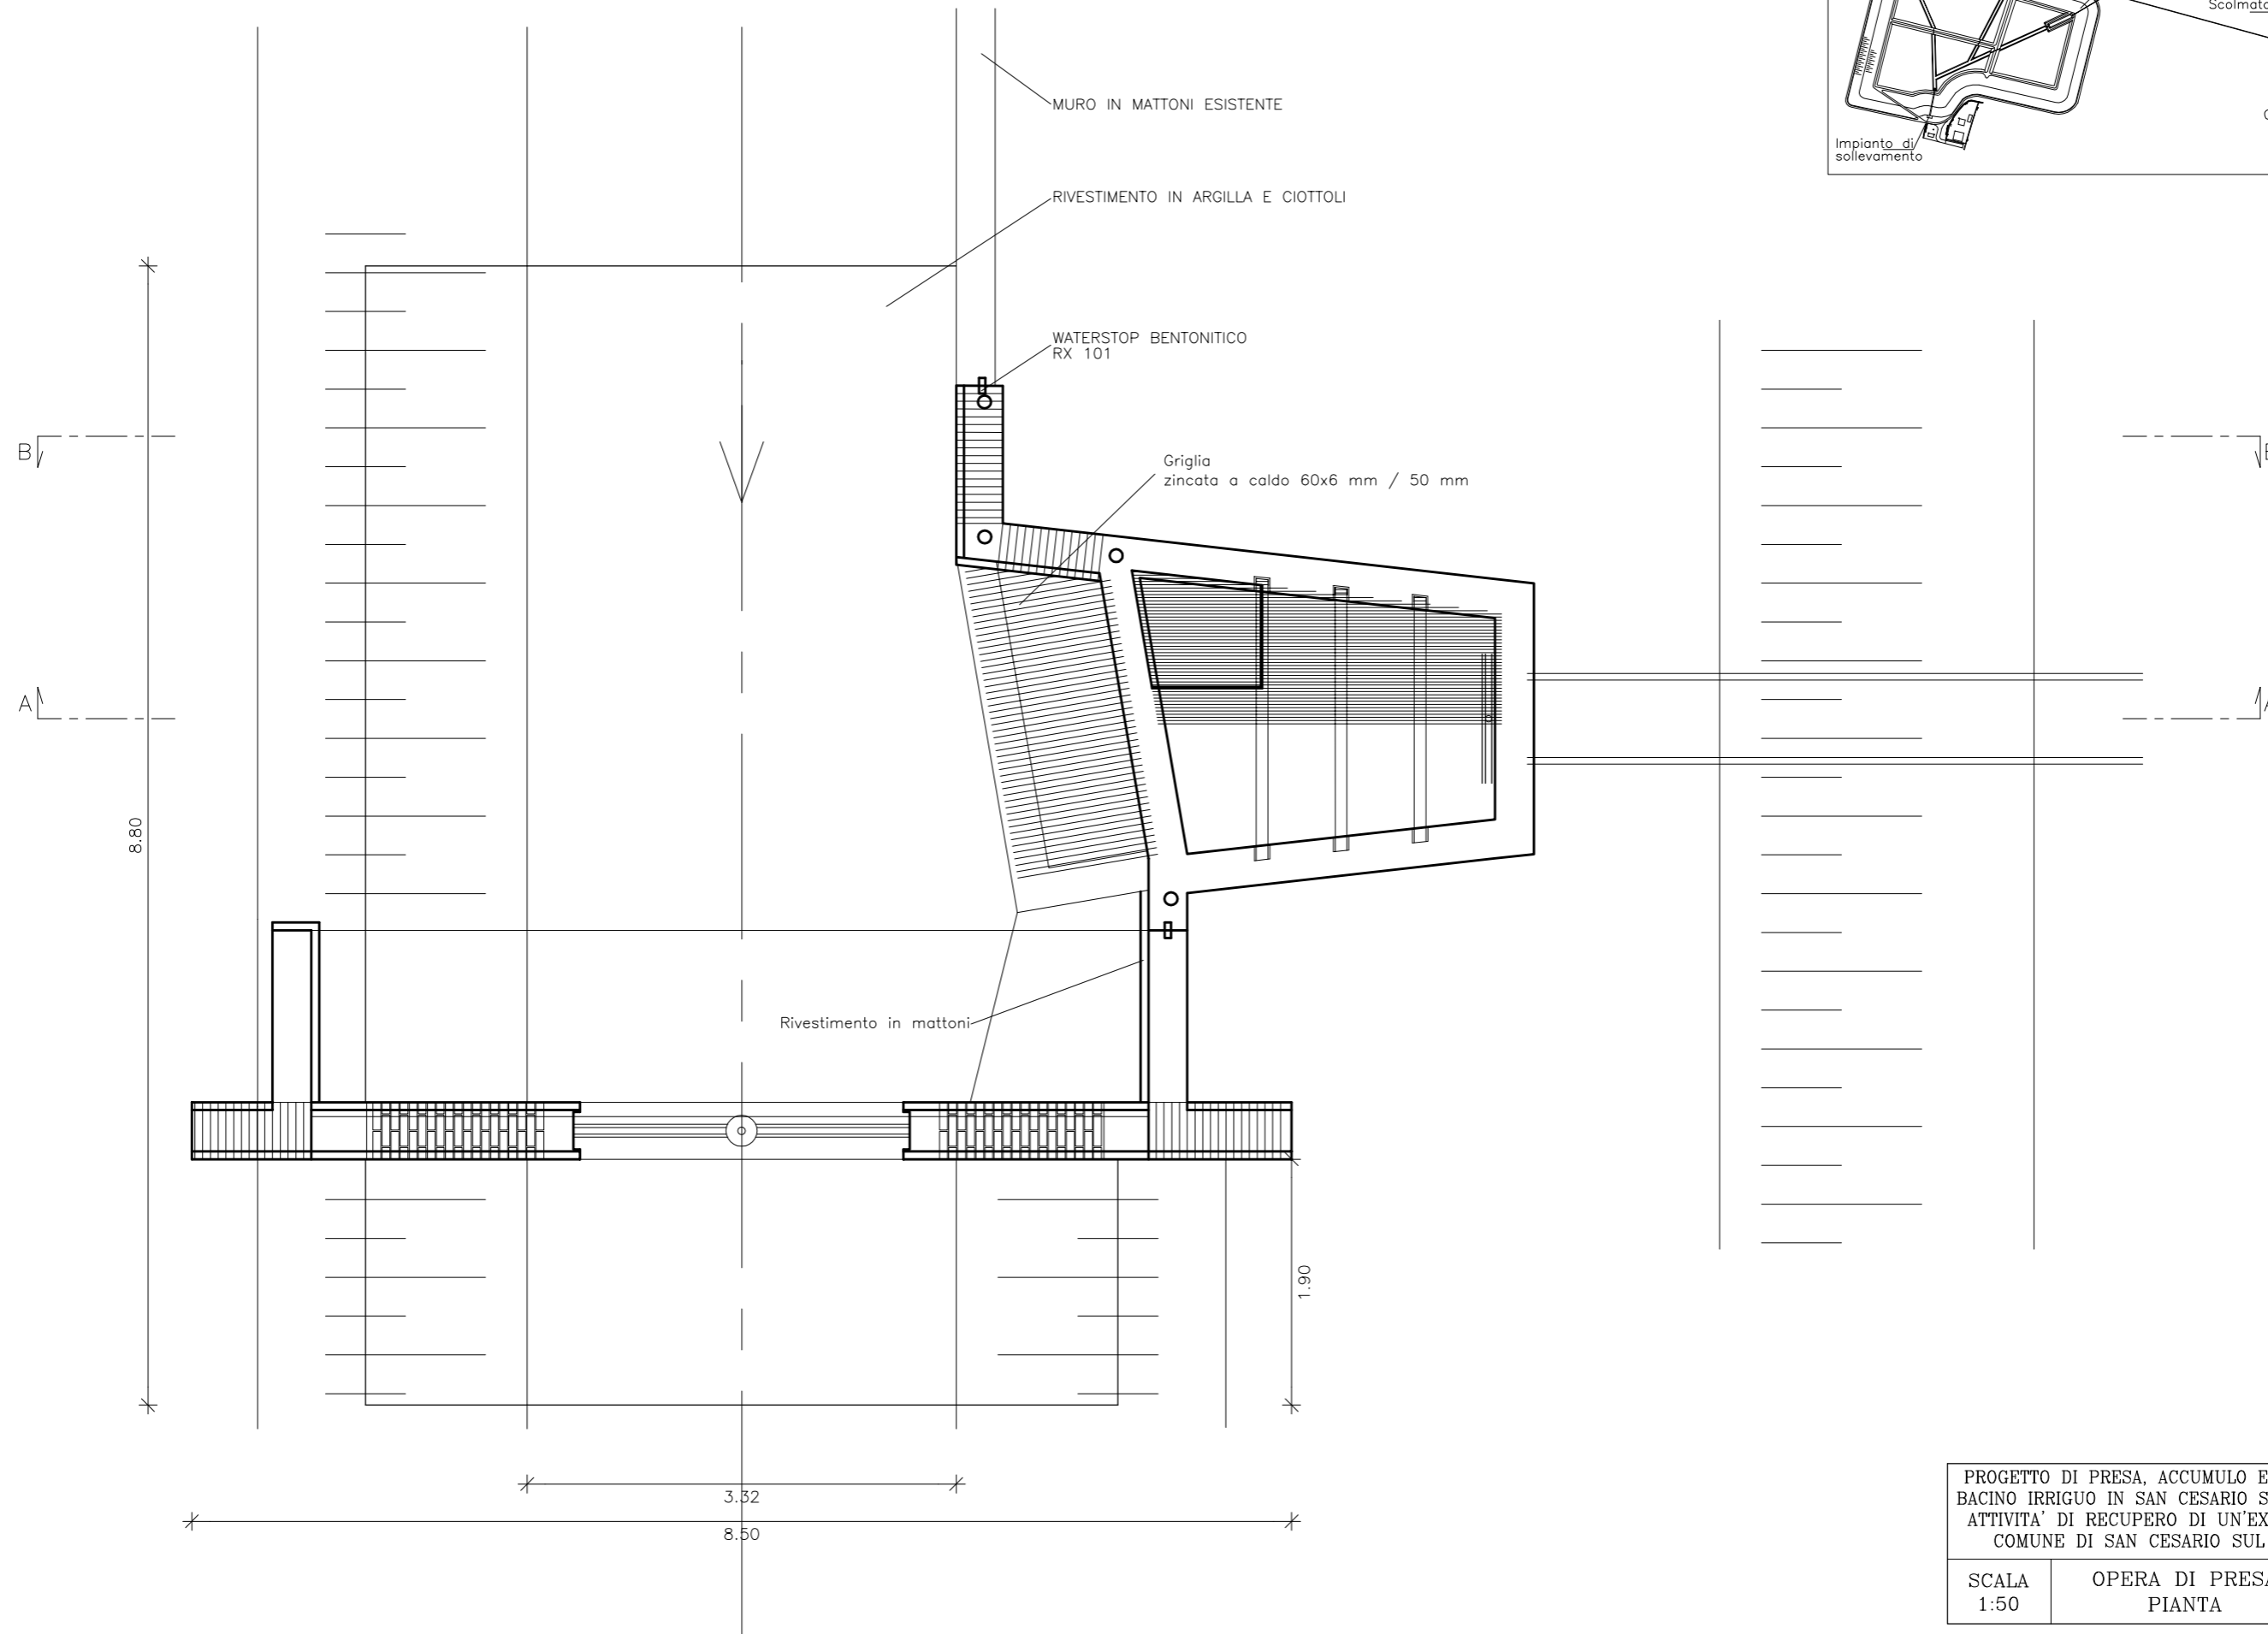 Scolmato
Impianto di
sollevamento
MURO IN MATTONI ESISTENTE
RIVESTIMENTO IN ARGILLA E CIOTTOLI
WATERSTOP BENTONITICO
RX 101
B
Griglia
zincata a caldo 60x6 mm / 50 mm
A
8.80
Rivestimento in mattoni
1.90
3.32
8.50
PROGETTO DI PRESA, ACCUMULO E
BACINO IRRIGUO IN SAN CESARIO S
ATTIVITA' DI RECUPERO DI UN'EX
COMUNE DI SAN CESARIO SUL
SCALA
1:50
OPERA DI PRESA
PIANTA